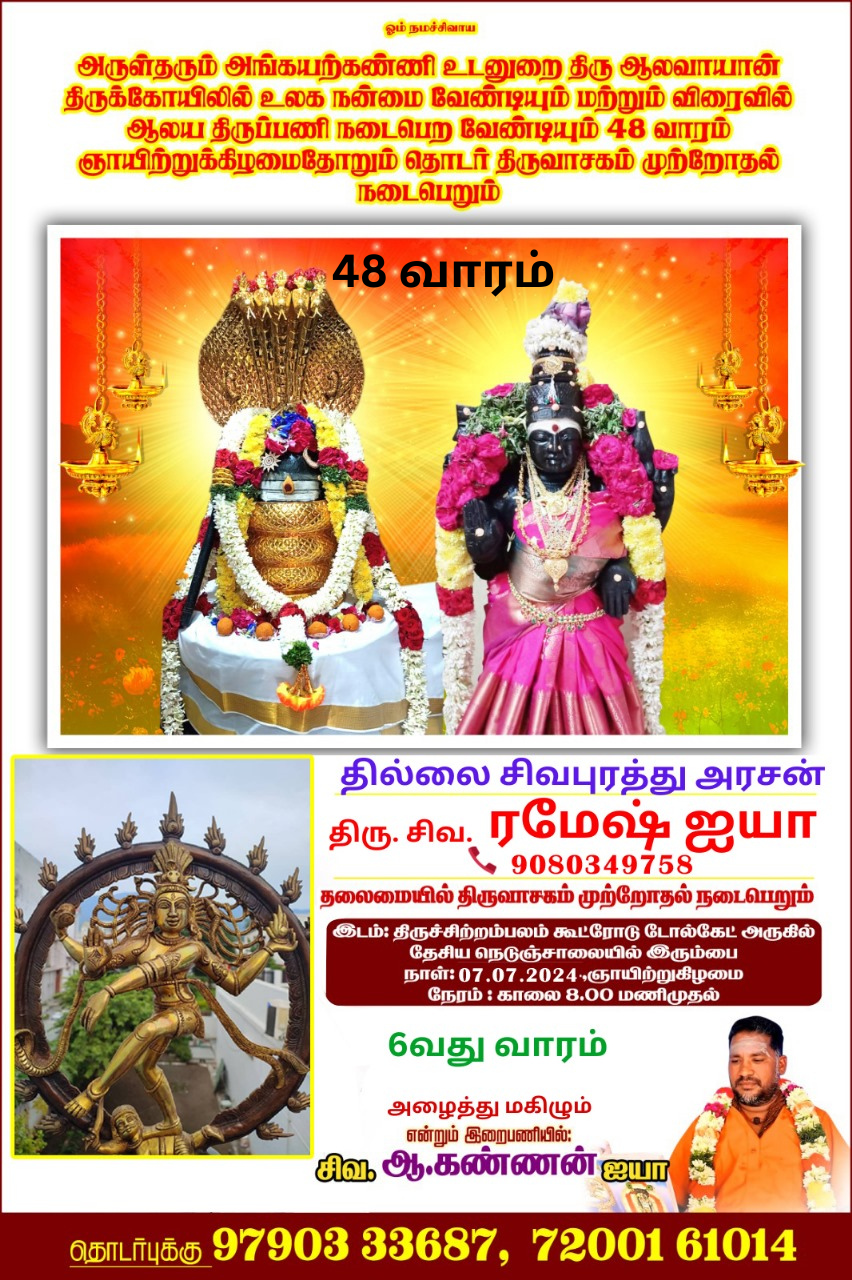 ஓம் நமச்சிவாய
அருள்தரும் அங்கயற்கண்ணி உடனுறை திரு ஆலவாயான்
திருக்கோயிலில் உலக நன்மை வேண்டியும் மற்றும் விரைவில்
ஆலய திருப்பணி நடைபெற வேண்டியும் 48 வாரம்
ஞாயிற்றுக்கிழமைதோறும் தொடர் திருவாசகம் முற்றோதல்
நடைபெறும்
48 வாரம்
தில்லை சிவபுரத்து அரசன்
திரு. சிவ. ரமேஷ் ஐயா
9080349758
தலைமையில் திருவாசகம் முற்றோதல் நடைபெறும்
இடம்: திருச்சிற்றம்பலம் கூட்ரோடு டோல்கேட் அருகில்
தேசிய நெடுஞ்சாலையில் இரும்பை
நாள்: 07.07.2024 ஞாயிற்றுகிழமை
நேரம் : காலை 8.00 மணிமுதல்
6வது வாரம்
அழைத்து மகிழும்
என்றும் இறைபணியில்:
சிவ. ஆ.கண்ணன் ஐயா
தொடர்புக்கு 97903 33687, 72001 61014